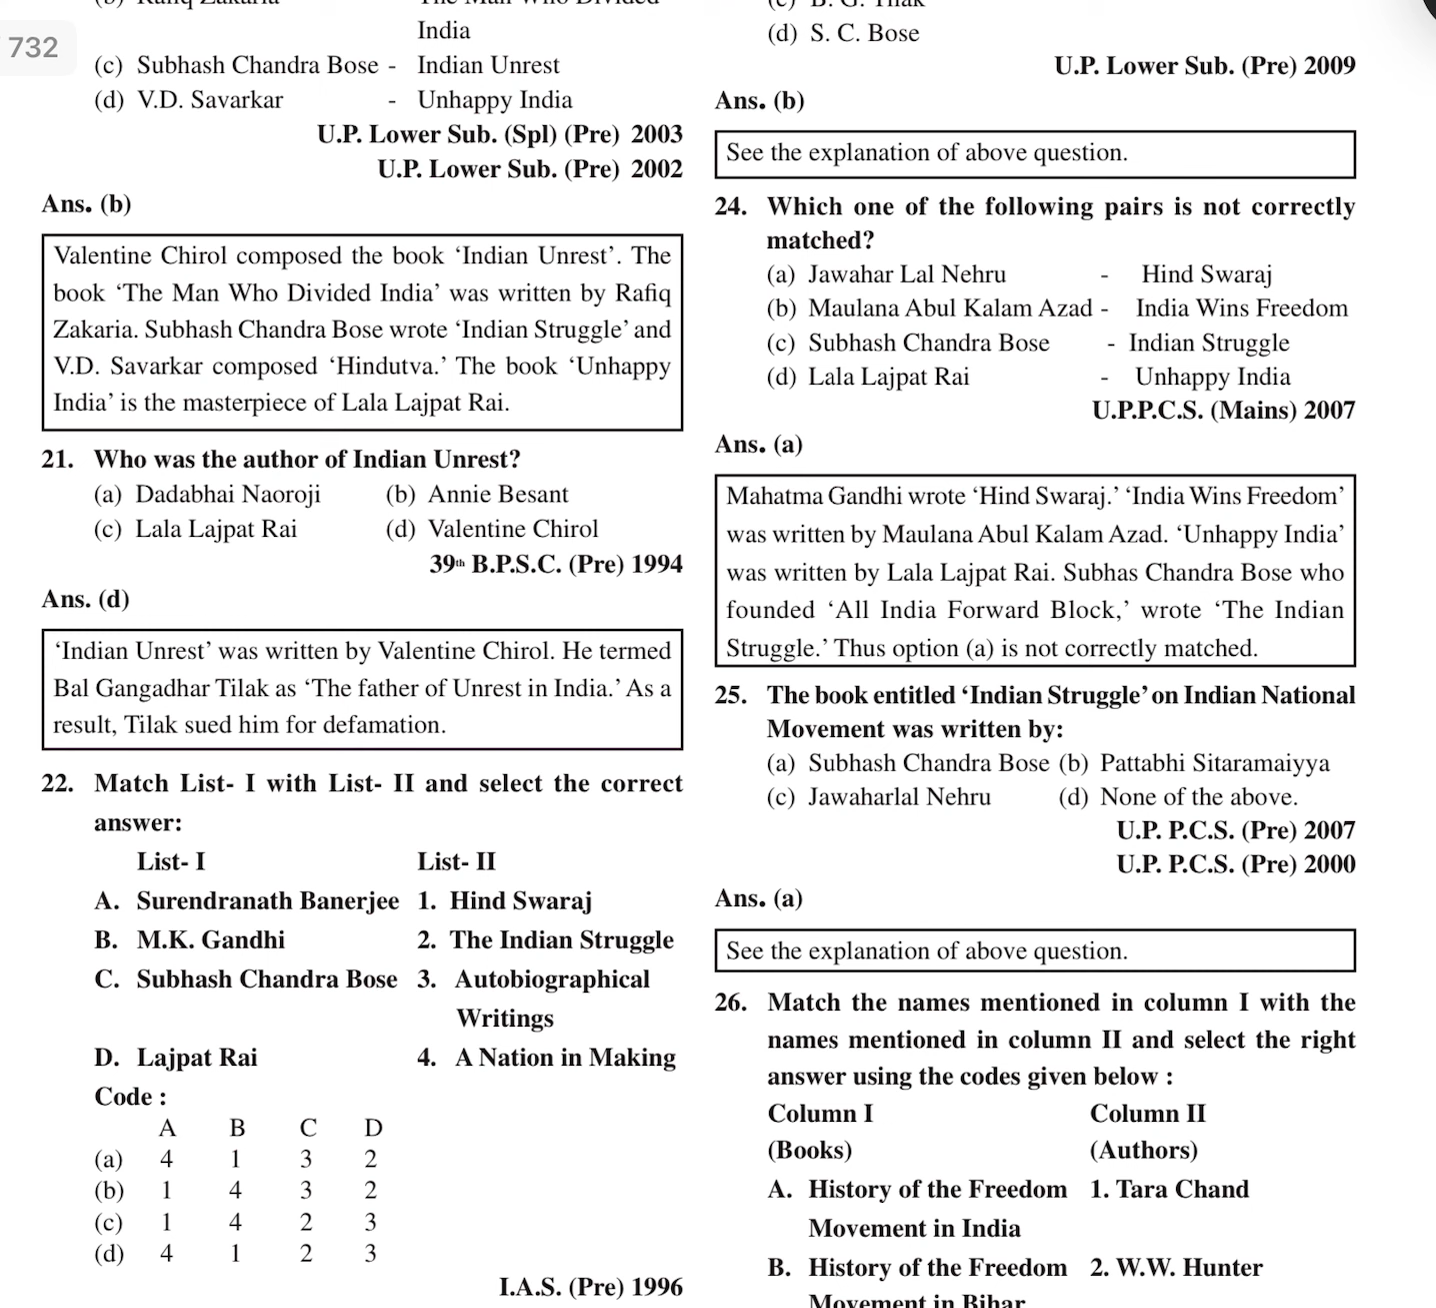 732
India
(c) Subhash Chandra Bose - Indian Unrest
(d) V.D. Savarkar - Unhappy India
U.P. Lower Sub. (Spl) (Pre) 2003
U.P. Lower Sub. (Pre) 2002
Ans. (b)
Valentine Chirol composed the book ‘Indian Unrest’. The
book ‘The Man Who Divided India’ was written by Rafiq
Zakaria. Subhash Chandra Bose wrote ‘Indian Struggle’ and
V.D. Savarkar composed ‘Hindutva.’ The book ‘Unhappy
India’ is the masterpiece of Lala Lajpat Rai.
21. Who was the author of Indian Unrest?
(a) Dadabhai Naoroji (b) Annie Besant
(c) Lala Lajpat Rai (d) Valentine Chirol
39th B.P.S.C. (Pre) 1994
Ans. (d)
‘Indian Unrest’ was written by Valentine Chirol. He termed
Bal Gangadhar Tilak as ‘The father of Unrest in India.’ As a
result, Tilak sued him for defamation.
22. Match List- I with List- II and select the correct
answer:
List- I List- II
A. Surendranath Banerjee 1. Hind Swaraj
B. M.K. Gandhi 2. The Indian Struggle
C. Subhash Chandra Bose 3. Autobiographical
Writings
D. Lajpat Rai 4. A Nation in Making
Code :
A B C D
(a) 4 1 3 2
(b) 1 4 3 2
(c) 1 4 2 3
(d) 4 1 2 3
I.A.S. (Pre) 1996
(d) S. C. Bose
U.P. Lower Sub. (Pre) 2009
Ans. (b)
See the explanation of above question.
24. Which one of the following pairs is not correctly
matched?
(a) Jawahar Lal Nehru - Hind Swaraj
(b) Maulana Abul Kalam Azad - India Wins Freedom
(c) Subhash Chandra Bose - Indian Struggle
(d) Lala Lajpat Rai - Unhappy India
U.P.P.C.S. (Mains) 2007
Ans. (a)
Mahatma Gandhi wrote ‘Hind Swaraj.’ ‘India Wins Freedom’
was written by Maulana Abul Kalam Azad. ‘Unhappy India’
was written by Lala Lajpat Rai. Subhas Chandra Bose who
founded ‘All India Forward Block,’ wrote ‘The Indian
Struggle.’ Thus option (a) is not correctly matched.
25. The book entitled ‘Indian Struggle’ on Indian National
Movement was written by:
(a) Subhash Chandra Bose (b) Pattabhi Sitaramaiyya
(c) Jawaharlal Nehru (d) None of the above.
U.P. P.C.S. (Pre) 2007
U.P. P.C.S. (Pre) 2000
Ans. (a)
See the explanation of above question.
26. Match the names mentioned in column I with the
names mentioned in column II and select the right
answer using the codes given below :
Column I Column II
(Books) (Authors)
A. History of the Freedom 1. Tara Chand
Movement in India
B. History of the Freedom 2. W.W. Hunter
Movement in Bihar